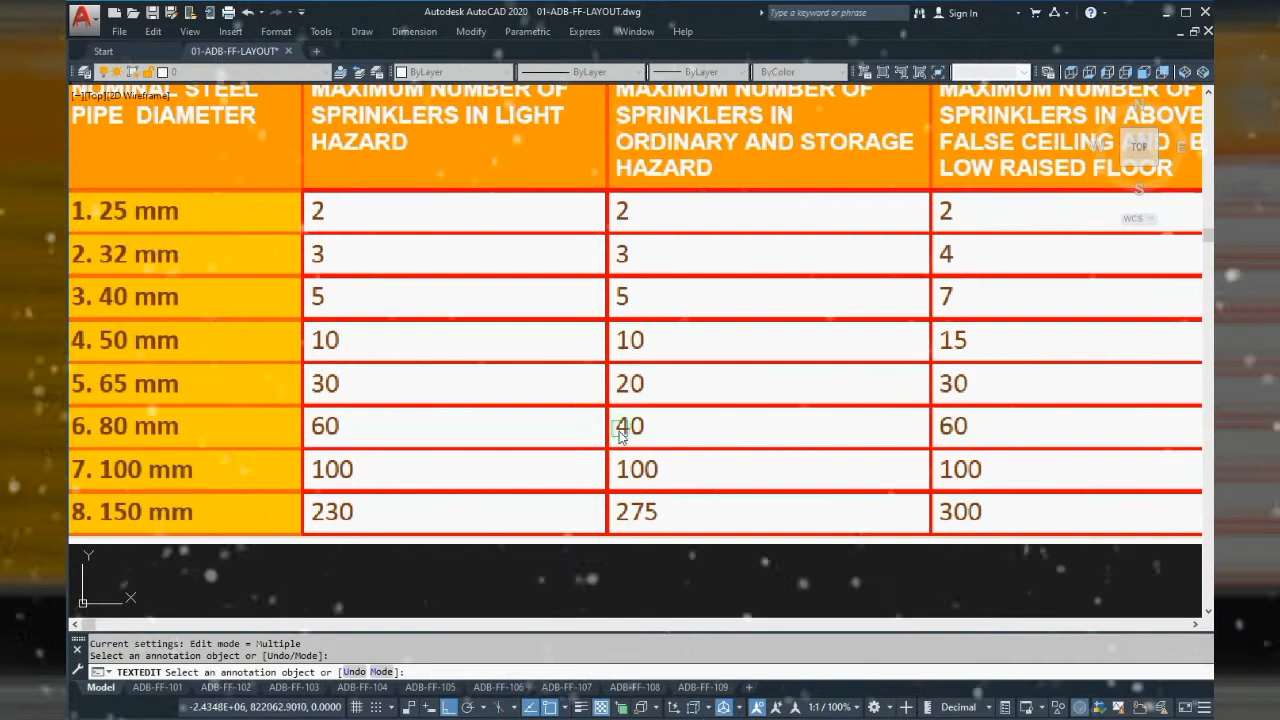 Autodesk AutoCAD 2020 01-ADB-FF-LAYOUT.dwg
Type a keyword or phrase
Sign In
File Edit View Insert Format Tools Draw Dimension Modify Parametric Express Window Help
Start 01-ADB-FF-LAYOUT*
0 ByLayer ByLayer ByLayer ByColor
[−][Top][2D Wireframe]
NOMINAL STEEL
PIPE DIAMETER
MAXIMUM NUMBER OF
SPRINKLERS IN LIGHT
HAZARD
MAXIMUM NUMBER OF
SPRINKLERS IN
ORDINARY AND STORAGE
HAZARD
MAXIMUM NUMBER OF
SPRINKLERS IN ABOVE
FALSE CEILING AND BE
LOW RAISED FLOOR
N
W TOP E
S
WCS
1. 25 mm 2 2 2
2. 32 mm 3 3 4
3. 40 mm 5 5 7
4. 50 mm 10 10 15
5. 65 mm 30 20 30
6. 80 mm 60 40 60
7. 100 mm 100 100 100
8. 150 mm 230 275 300
Y
X
Current settings: Edit mode = Multiple
Select an annotation object or [Undo/Mode]:
TEXTEDIT Select an annotation object or [Undo Mode]:
Model ADB-FF-101 ADB-FF-102 ADB-FF-103 ADB-FF-104 ADB-FF-105 ADB-FF-106 ADB-FF-107 ADB-FF-108 ADB-FF-109
-2.4348E+06, 822062.9010, 0.0000 1:1 / 100% Decimal